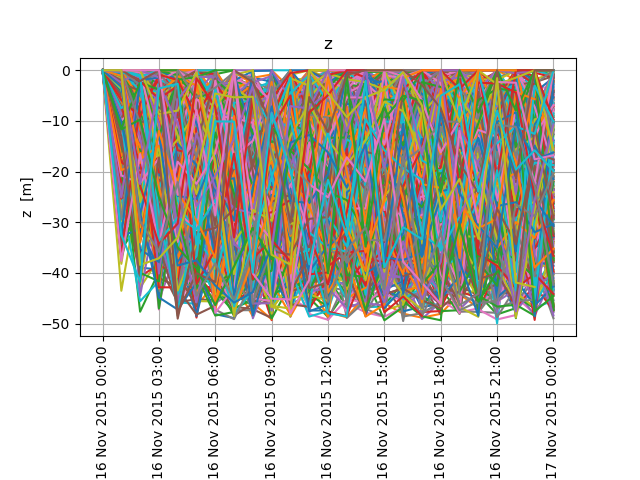 z
0
−10
−20
−30
−40
−50
z [m]
16 Nov 2015 00:00
16 Nov 2015 03:00
16 Nov 2015 06:00
16 Nov 2015 09:00
16 Nov 2015 12:00
16 Nov 2015 15:00
16 Nov 2015 18:00
16 Nov 2015 21:00
17 Nov 2015 00:00